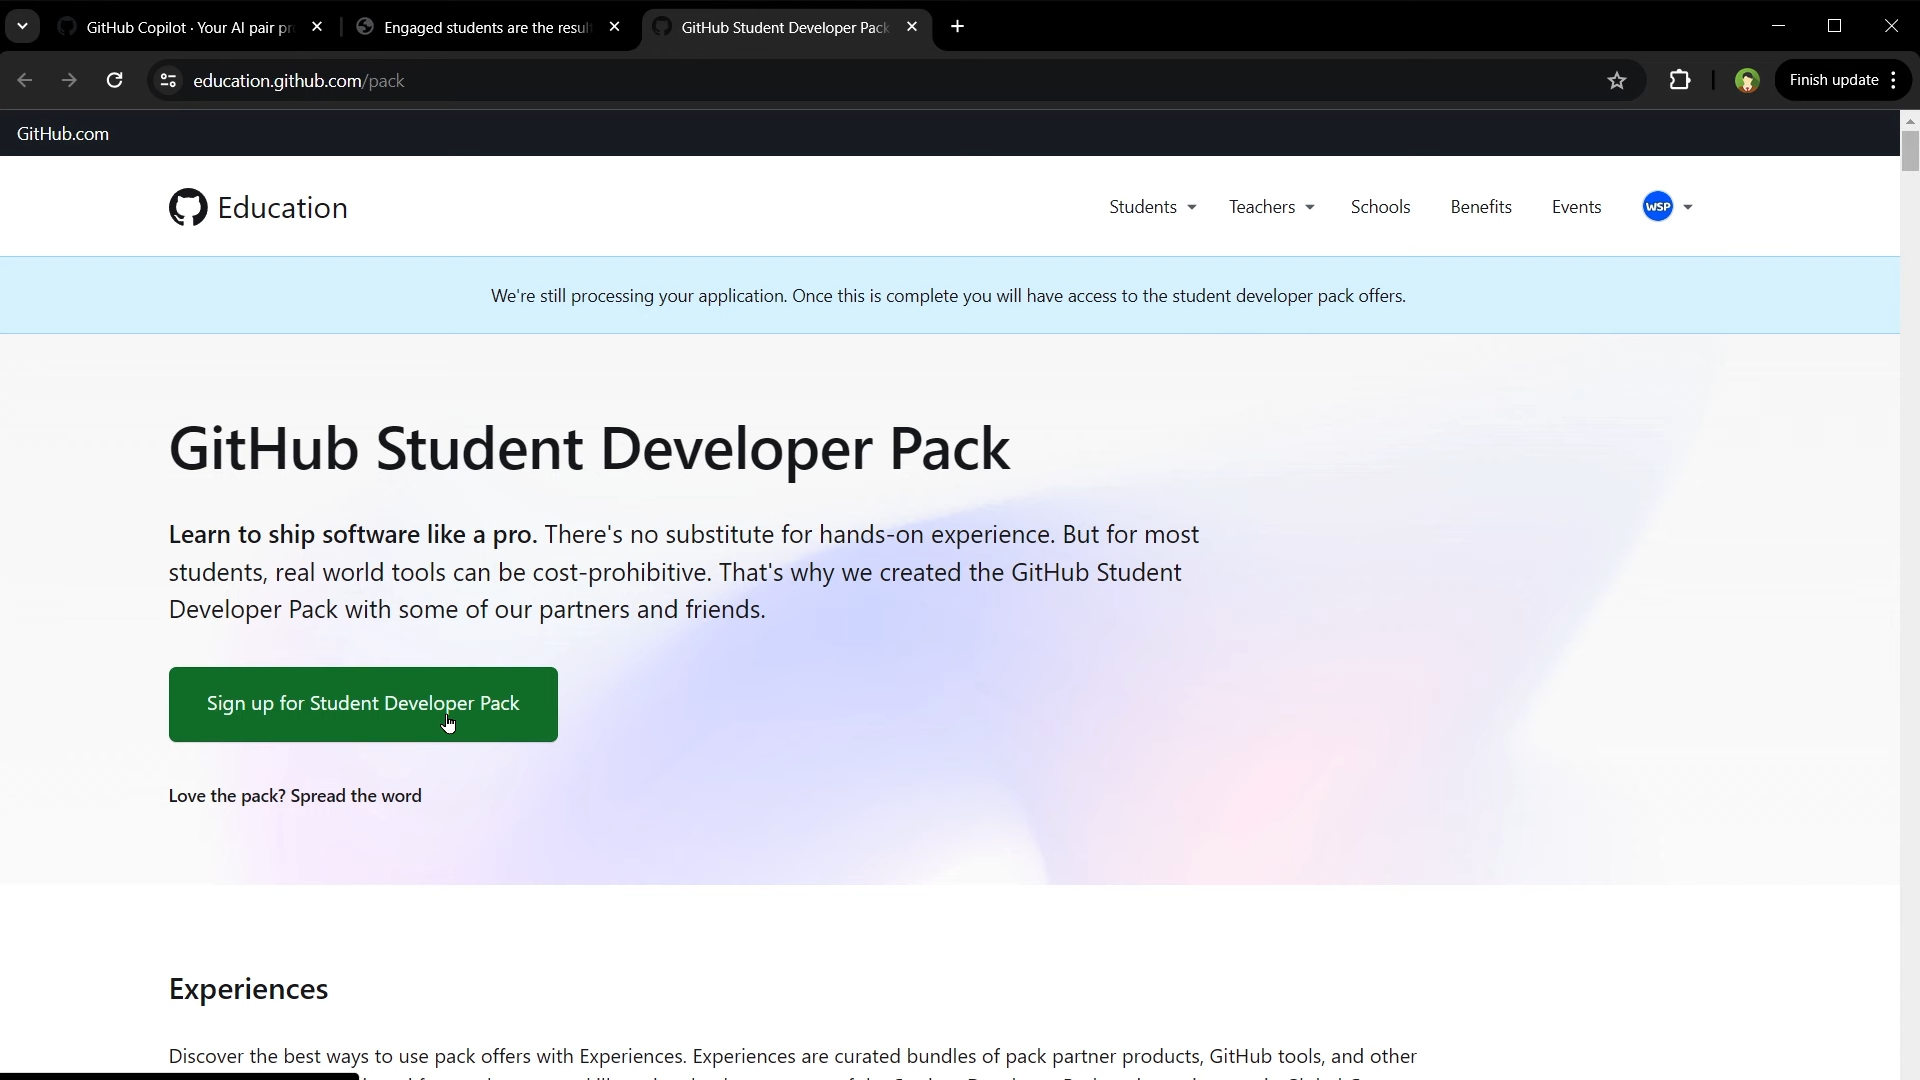 GitHub Copilot · Your AI pair pr
Engaged students are the resul
GitHub Student Developer Pack
education.github.com/pack
Finish update
GitHub.com
Education
Students
Teachers
Schools
Benefits
Events
WSP
We're still processing your application. Once this is complete you will have access to the student developer pack offers.
GitHub Student Developer Pack
Learn to ship software like a pro. There's no substitute for hands-on experience. But for most
students, real world tools can be cost-prohibitive. That's why we created the GitHub Student
Developer Pack with some of our partners and friends.
Sign up for Student Developer Pack
Love the pack? Spread the word
Experiences
Discover the best ways to use pack offers with Experiences. Experiences are curated bundles of pack partner products, GitHub tools, and other